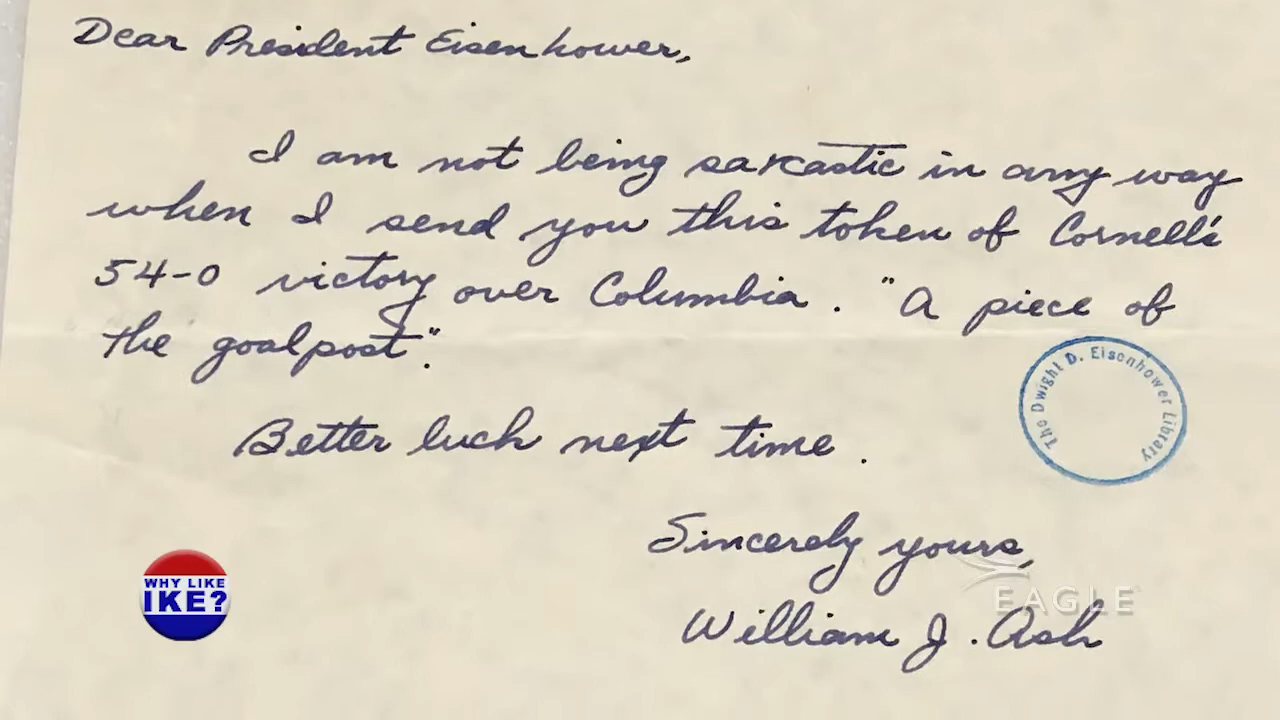 Dear President Eisenhower,
I am not being sarcastic in any way
when I send you this token of Cornell's
54-0 victory over Columbia. "A piece of
the goalpost".
Better luck next time.
The Dwight D. Eisenhower Library
Sincerely yours,
William J. Ash
WHY LIKE
IKE?
EAGLE